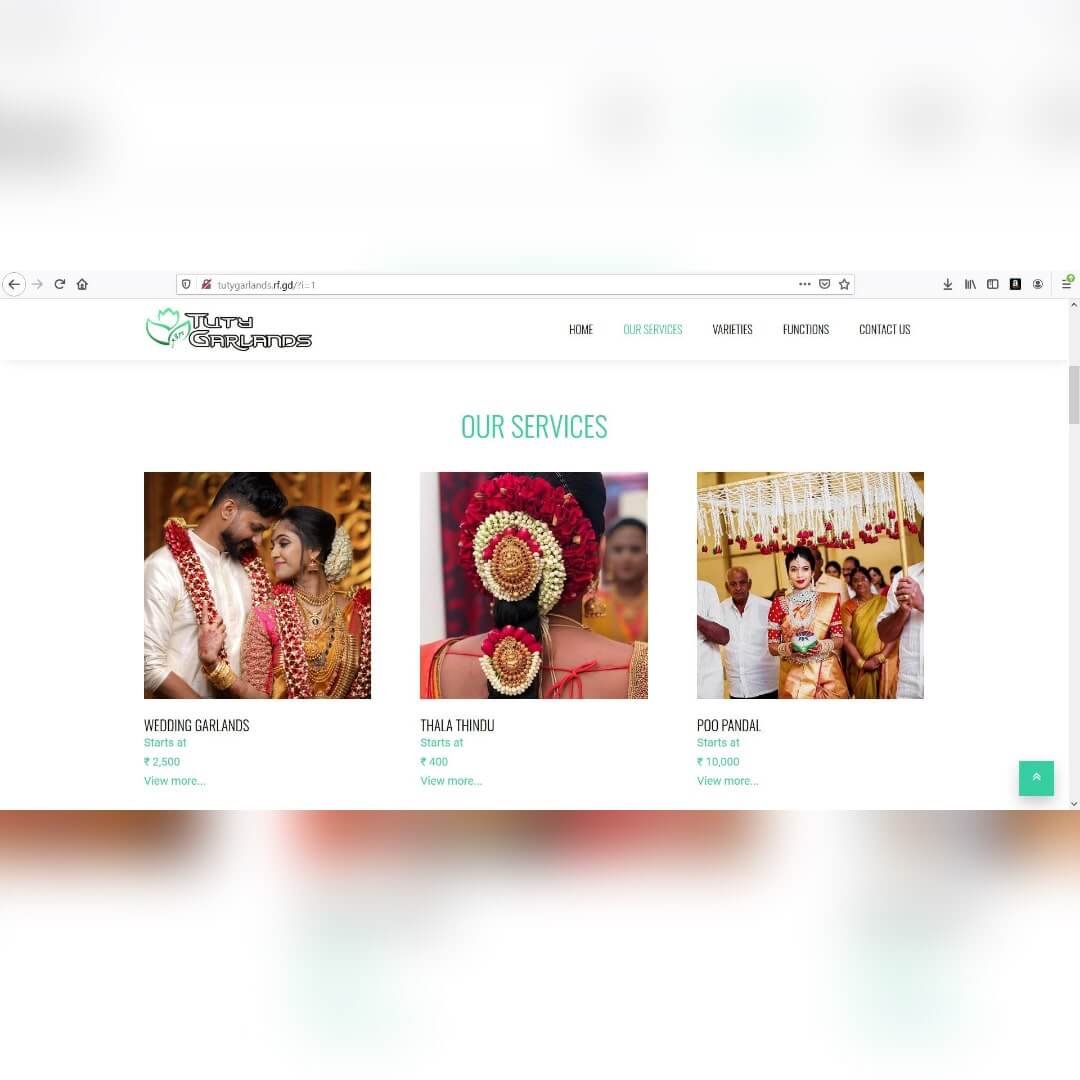 tutygarlands.rf.gd/?i=1
Tuty
Garlands
HOME
OUR SERVICES
VARIETIES
FUNCTIONS
CONTACT US
OUR SERVICES
WEDDING GARLANDS
Starts at
₹ 2,500
View more...
THALA THINDU
Starts at
₹ 400
View more...
POO PANDAL
Starts at
₹ 10,000
View more...